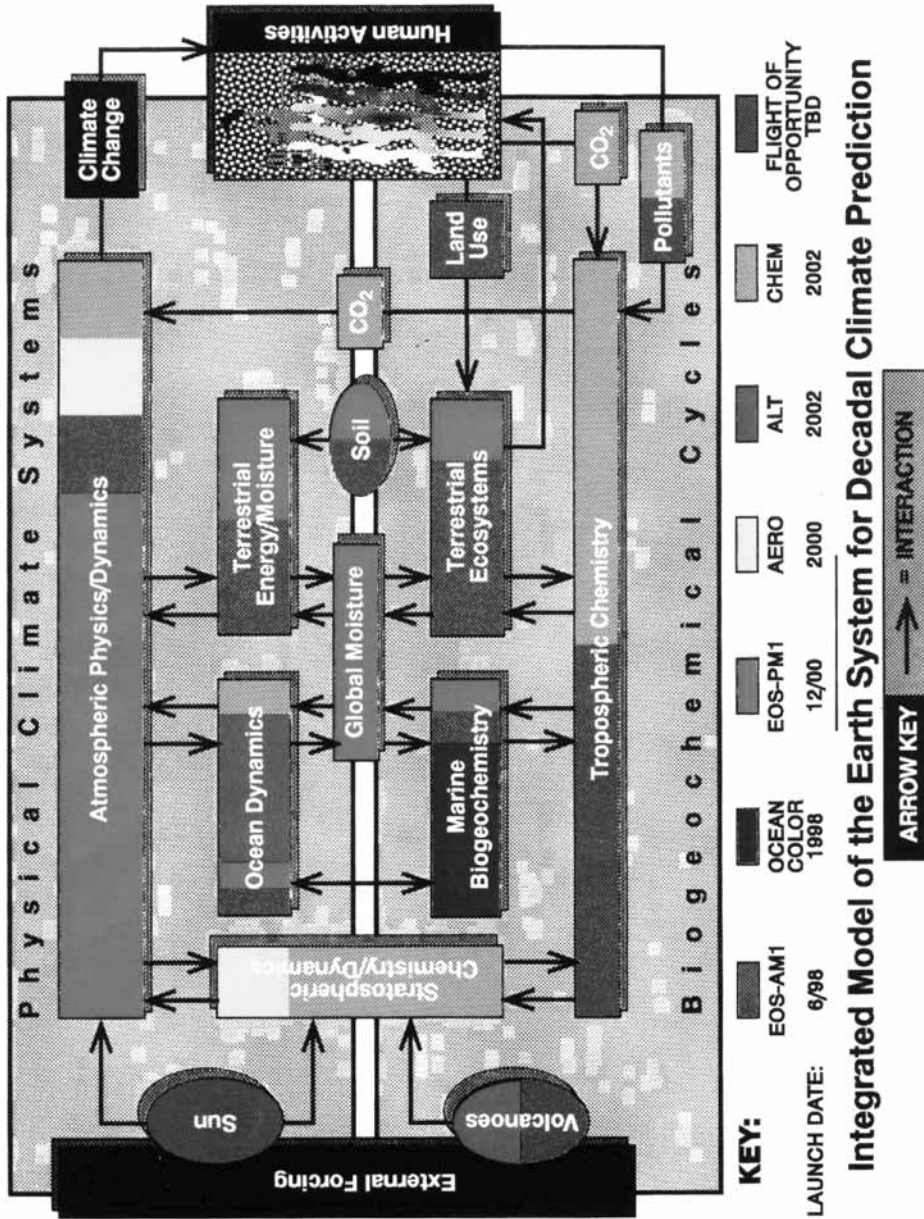 Physical Climate Systems
External Forcing
Sun
Volcanoes
Atmospheric Physics/Dynamics
Climate
Change
Human Activities
Stratospheric
Chemistry/Dynamics
Ocean Dynamics
Terrestrial
Energy/Moisture
Global Moisture
Soil
CO₂
Marine
Biogeochemistry
Terrestrial
Ecosystems
Land
Use
Tropospheric Chemistry
CO₂
Pollutants
Biogeochemical Cycles
KEY:
EOS-AM1
OCEAN
COLOR
EOS-PM1
AERO
ALT
CHEM
FLIGHT OF
OPPORTUNITY
LAUNCH DATE:
6/98
1998
12/00
2000
2002
2002
TBD
Integrated Model of the Earth System for Decadal Climate Prediction
ARROW KEY
= INTERACTION